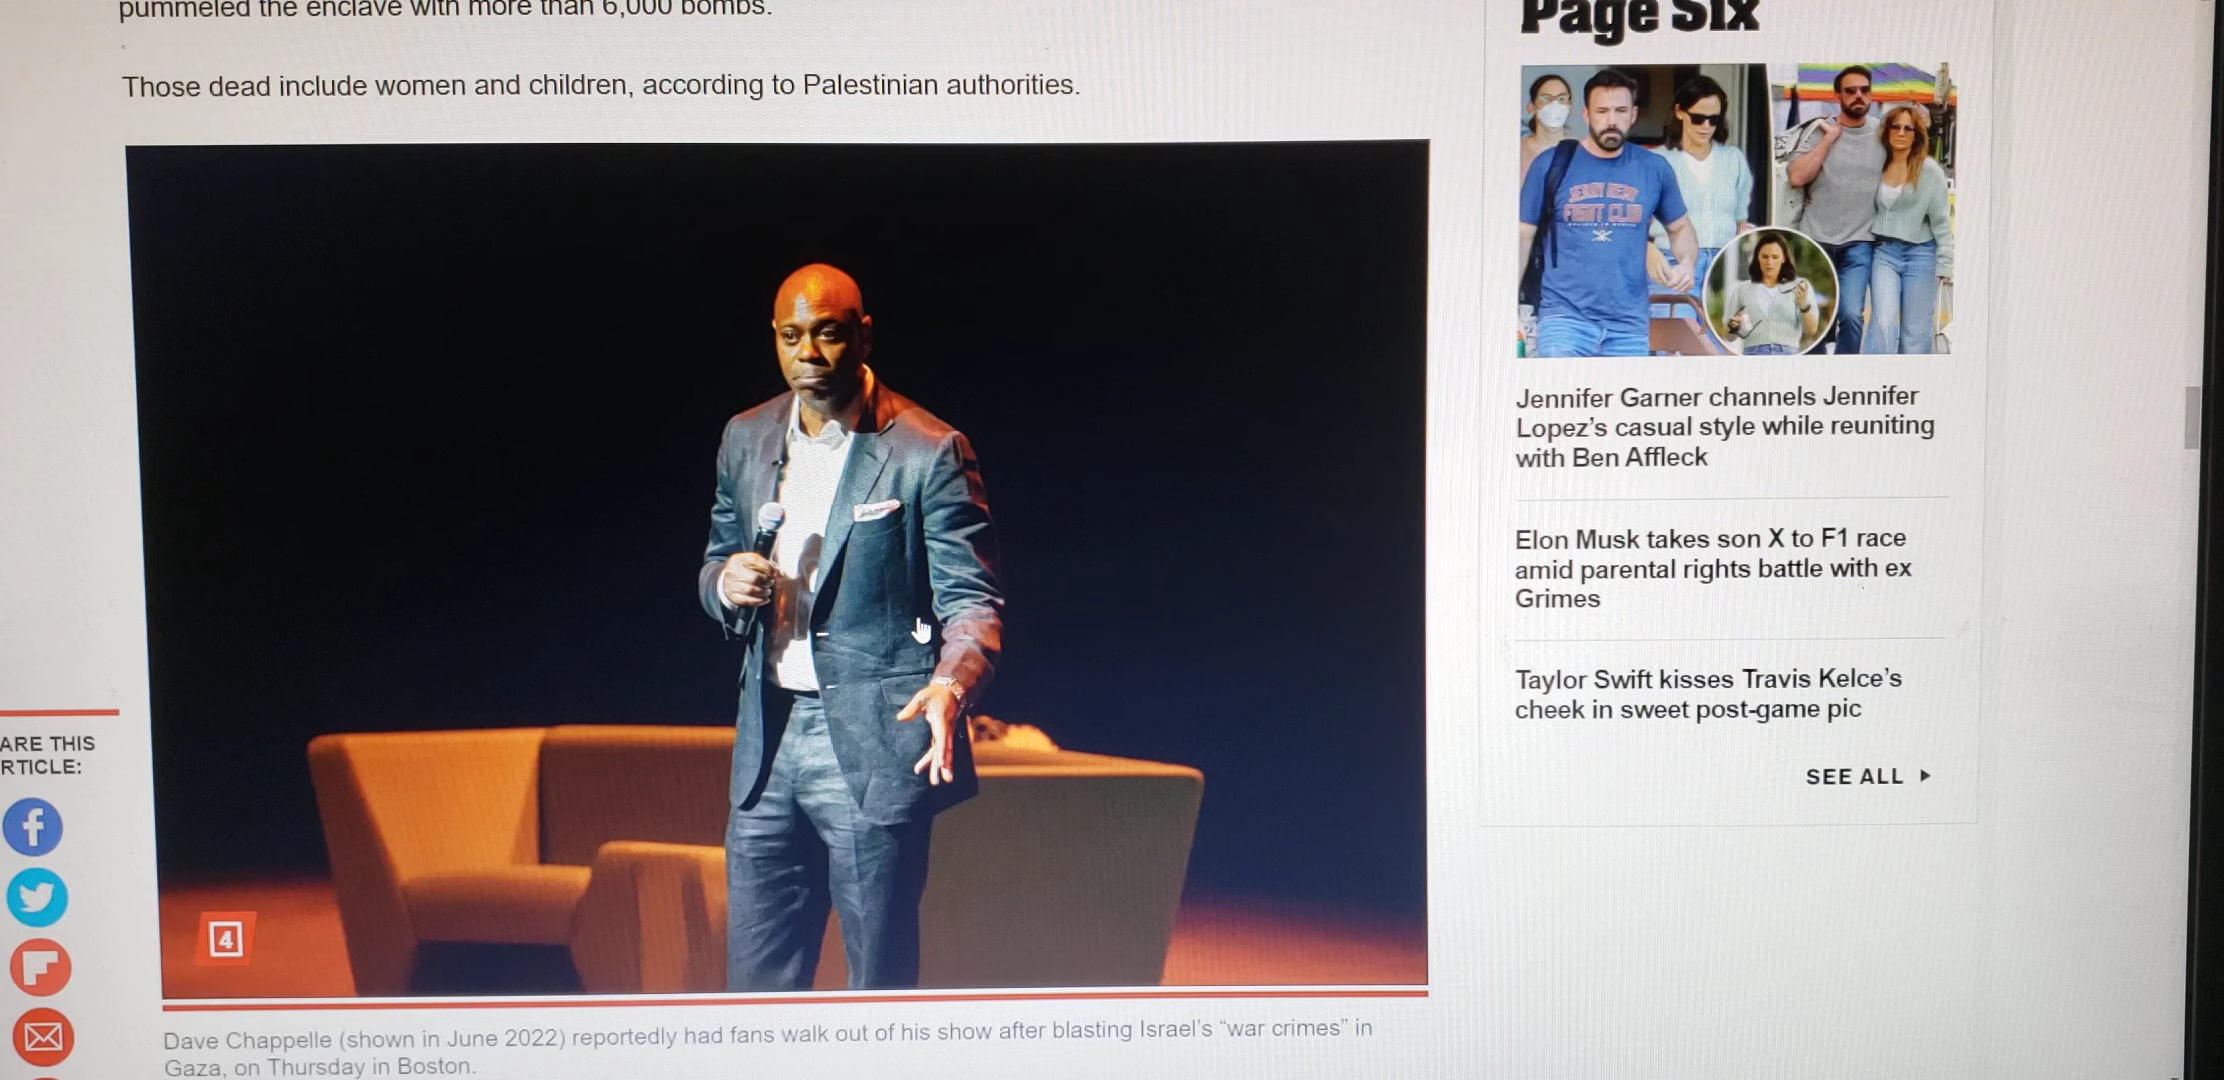 pummeled the enclave with more than 6,000 bombs.
Those dead include women and children, according to Palestinian authorities.
4
Dave Chappelle (shown in June 2022) reportedly had fans walk out of his show after blasting Israel's “war crimes” in
Gaza, on Thursday in Boston.
ARE THIS
RTICLE:
Page Six
FIGHT CLUB
Jennifer Garner channels Jennifer
Lopez’s casual style while reuniting
with Ben Affleck
Elon Musk takes son X to F1 race
amid parental rights battle with ex
Grimes
Taylor Swift kisses Travis Kelce’s
cheek in sweet post-game pic
SEE ALL